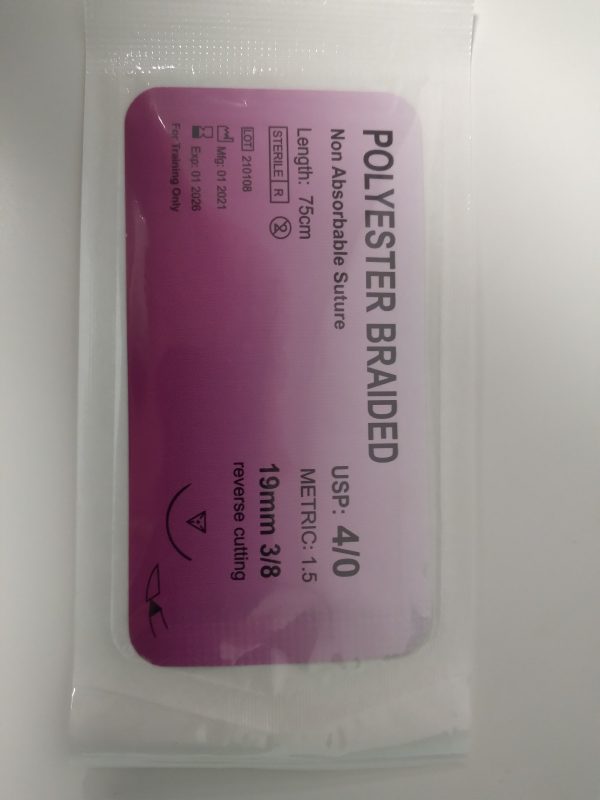 POLYESTER BRAIDED
Non Absorbable Suture
Length: 75cm
STERILE R
2
LOT 210108
Mfg: 01 2021
Exp: 01 2026
For Training Only
USP: 4/0
METRIC: 1.5
19mm 3/8
reverse cutting